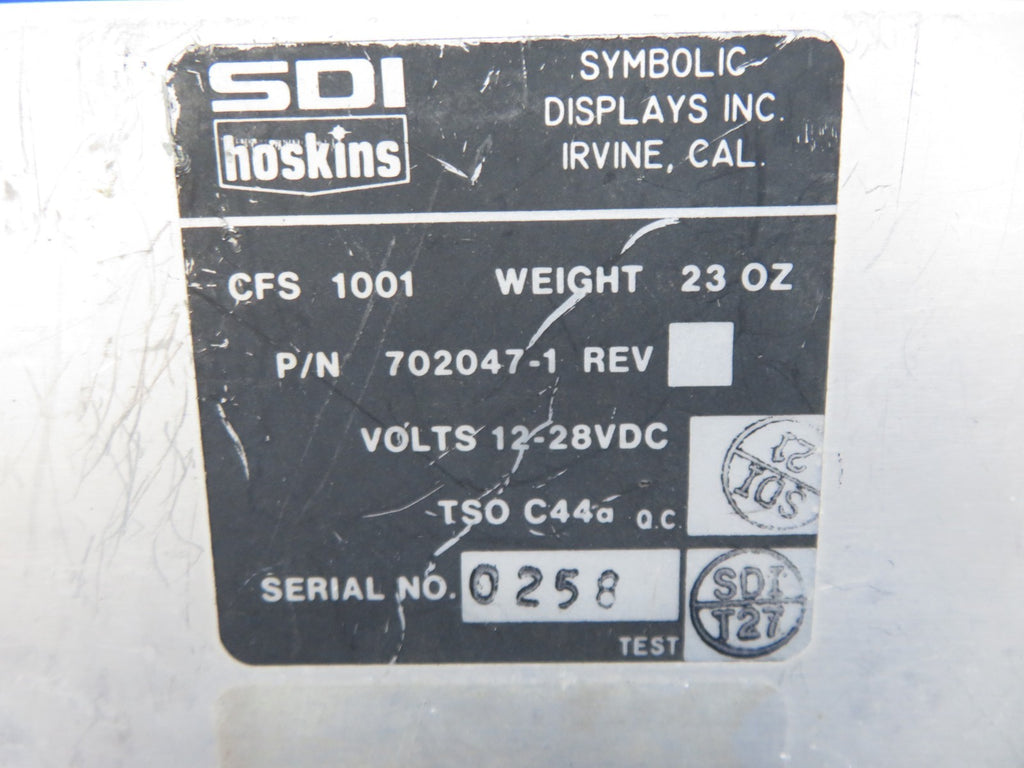 SDI
hoskins
SYMBOLIC
DISPLAYS INC.
IRVINE, CAL.
CFS 1001 WEIGHT 23 OZ
P/N 702047-1 REV
VOLTS 12-28VDC
SDI
21
TSO C44a Q.C.
SERIAL NO. 0258
TEST
SDI
T27